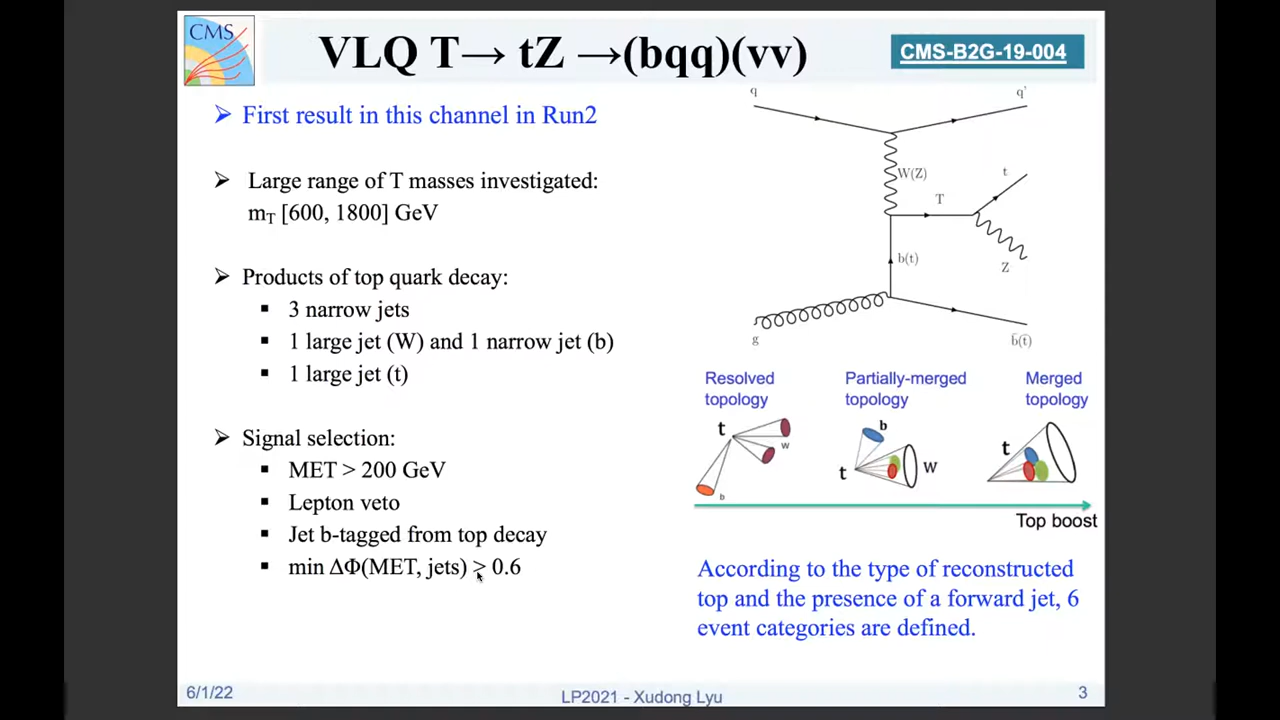 CMS
VLQ T→ tZ →(bqq)(vv)
CMS-B2G-19-004
➢ First result in this channel in Run2
➢ Large range of T masses investigated:
mT [600, 1800] GeV
➢ Products of top quark decay:
▪ 3 narrow jets
▪ 1 large jet (W) and 1 narrow jet (b)
▪ 1 large jet (t)
➢ Signal selection:
▪ MET > 200 GeV
▪ Lepton veto
▪ Jet b-tagged from top decay
▪ min ΔΦ(MET, jets) > 0.6
q
q'
W(Z)
t
T
b(t)
Z
g
b̄(t̄)
Resolved
topology
Partially-merged
topology
Merged
topology
t
w
b
b
t
W
t
Top boost
According to the type of reconstructed
top and the presence of a forward jet, 6
event categories are defined.
6/1/22
LP2021 - Xudong Lyu
3